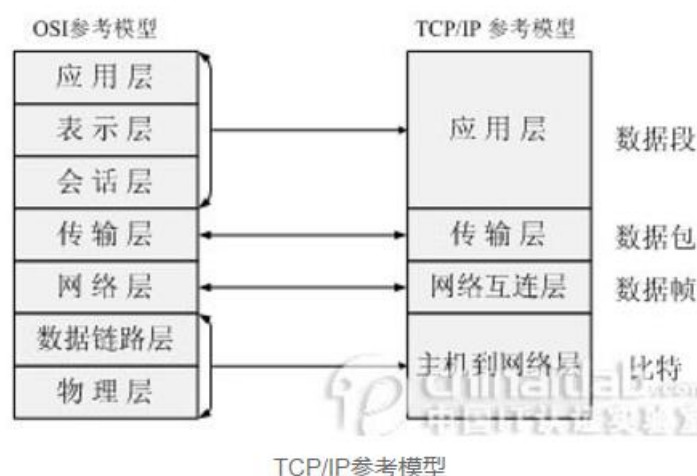 OSI参考模型
TCP/IP 参考模型
应用层
表示层
会话层
传输层
网络层
数据链路层
物理层
应用层
传输层
网络互连层
主机到网络层
数据段
数据包
数据帧
比特
TCP/IP参考模型